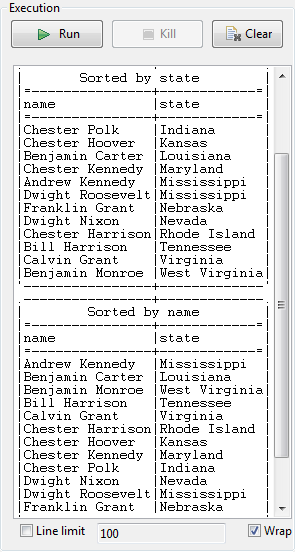 Execution
Run Kill Clear
Sorted by state
|=----------------+-------------=|
|name |state |
|=----------------+-------------=|
|Chester Polk |Indiana |
|Chester Hoover |Kansas |
|Benjamin Carter |Louisiana |
|Chester Kennedy |Maryland |
|Andrew Kennedy |Mississippi |
|Dwight Roosevelt|Mississippi |
|Franklin Grant |Nebraska |
|Dwight Nixon |Nevada |
|Chester Harrison|Rhode Island |
|Bill Harrison |Tennessee |
|Calvin Grant |Virginia |
|Benjamin Monroe |West Virginia|
| Sorted by name |
|=----------------+-------------=|
|name |state |
|=----------------+-------------=|
|Andrew Kennedy |Mississippi |
|Benjamin Carter |Louisiana |
|Benjamin Monroe |West Virginia|
|Bill Harrison |Tennessee |
|Calvin Grant |Virginia |
|Chester Harrison|Rhode Island |
|Chester Hoover |Kansas |
|Chester Kennedy |Maryland |
|Chester Polk |Indiana |
|Dwight Nixon |Nevada |
|Dwight Roosevelt|Mississippi |
|Franklin Grant |Nebraska |
Line limit 100 Wrap